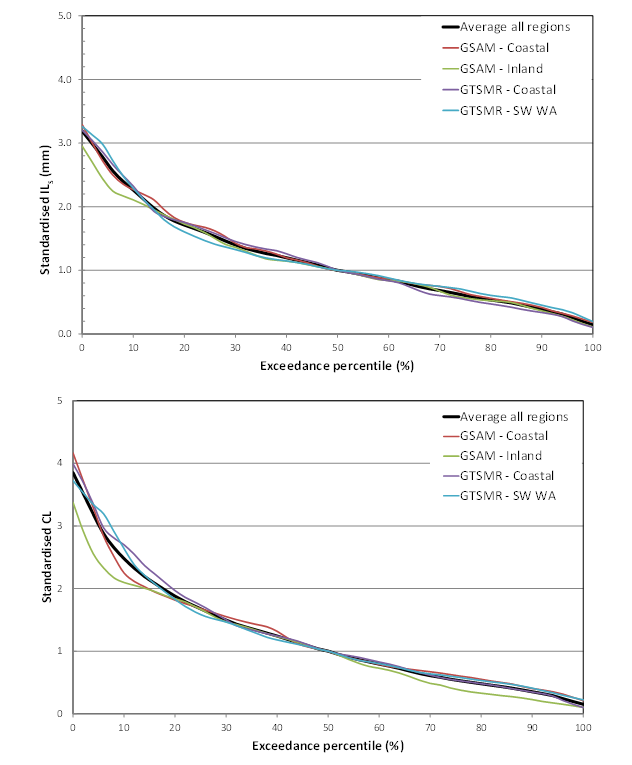 5.0
4.0
3.0
2.0
1.0
0.0
Standardised ILs (mm)
Average all regions
GSAM - Coastal
GSAM - Inland
GTSMR - Coastal
GTSMR - SW WA
0 10 20 30 40 50 60 70 80 90 100
Exceedance percentile (%)
5
4
3
2
1
0
Standardised CL
Average all regions
GSAM - Coastal
GSAM - Inland
GTSMR - Coastal
GTSMR - SW WA
0 10 20 30 40 50 60 70 80 90 100
Exceedance percentile (%)